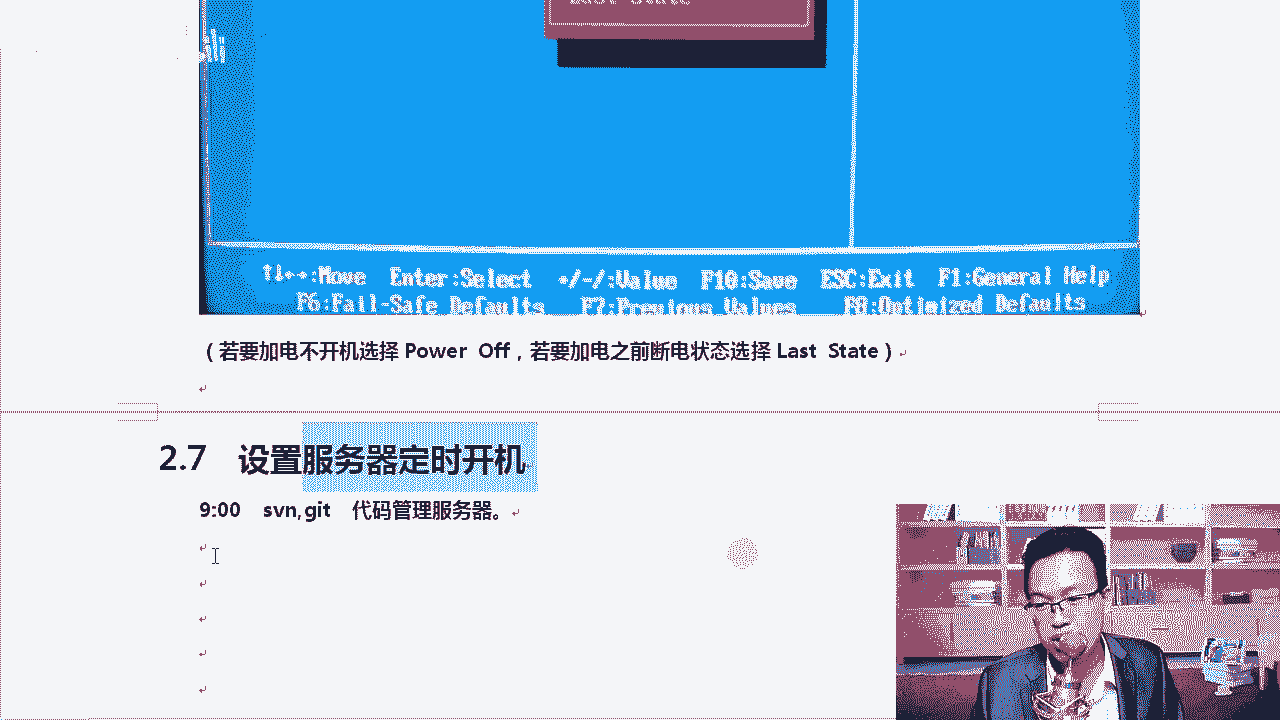 Last State
ili
↑↓←→:Move Enter:Select +/-/:Value F10:Save ESC:Exit F1:General Help
F6:Fail-Safe Defaults F7:Previous Values F8:Optimized Defaults
（若要加电不开机选择 Power Off，若要加电之前断电状态选择 Last State）
2.7 设置服务器定时开机
9:00 svn,git 代码管理服务器。